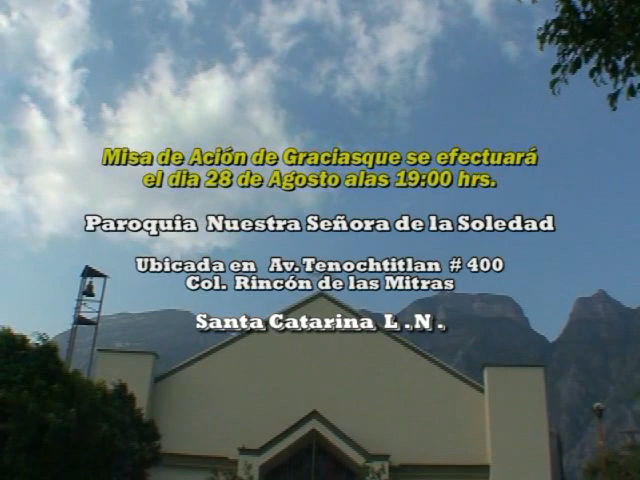 Misa de Ación de Graciasque se efectuará
el dia 28 de Agosto alas 19:00 hrs.
Paroquia Nuestra Señora de la Soledad
Ubicada en Av. Tenochtitlan # 400
Col. Rincón de las Mitras
Santa Catarina L .N .